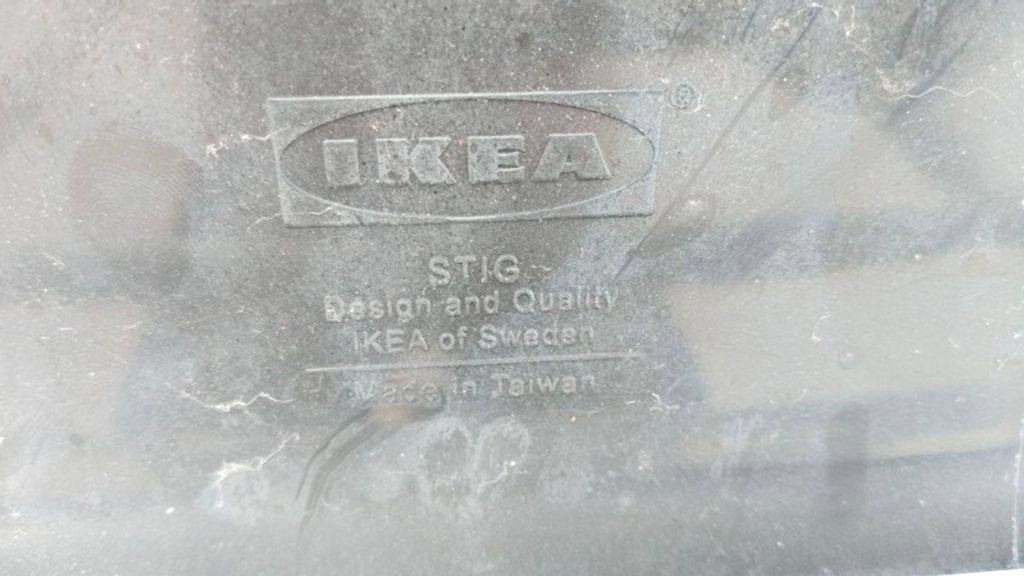 IKEA®
STIG
Design and Quality
IKEA of Sweden
Made in Taiwan